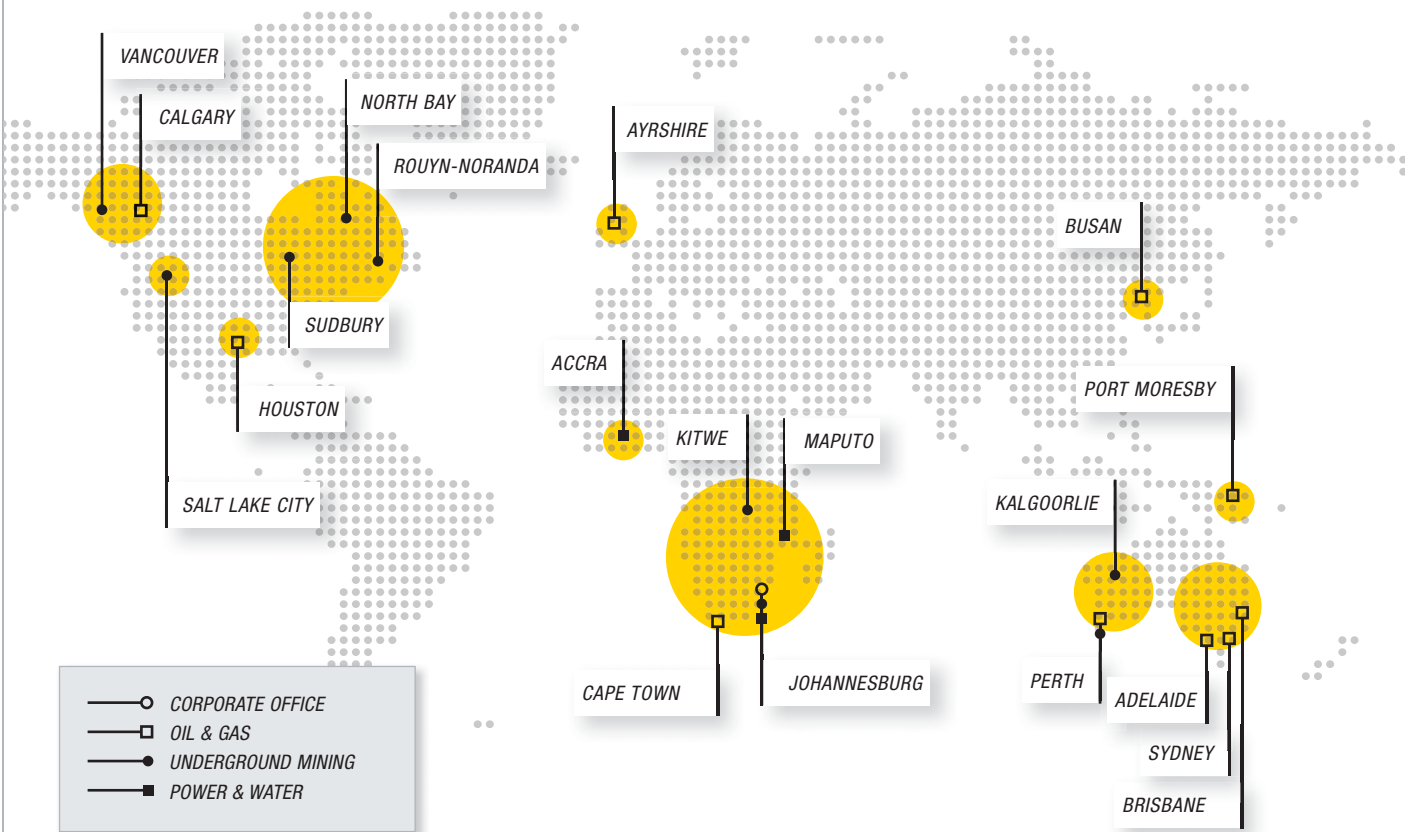 VANCOUVER
CALGARY
NORTH BAY
ROUYN-NORANDA
AYRSHIRE
BUSAN
SUDBURY
HOUSTON
SALT LAKE CITY
ACCRA
KITWE
MAPUTO
PORT MORESBY
KALGOORLIE
CAPE TOWN
JOHANNESBURG
PERTH
ADELAIDE
SYDNEY
BRISBANE
CORPORATE OFFICE
OIL & GAS
UNDERGROUND MINING
POWER & WATER